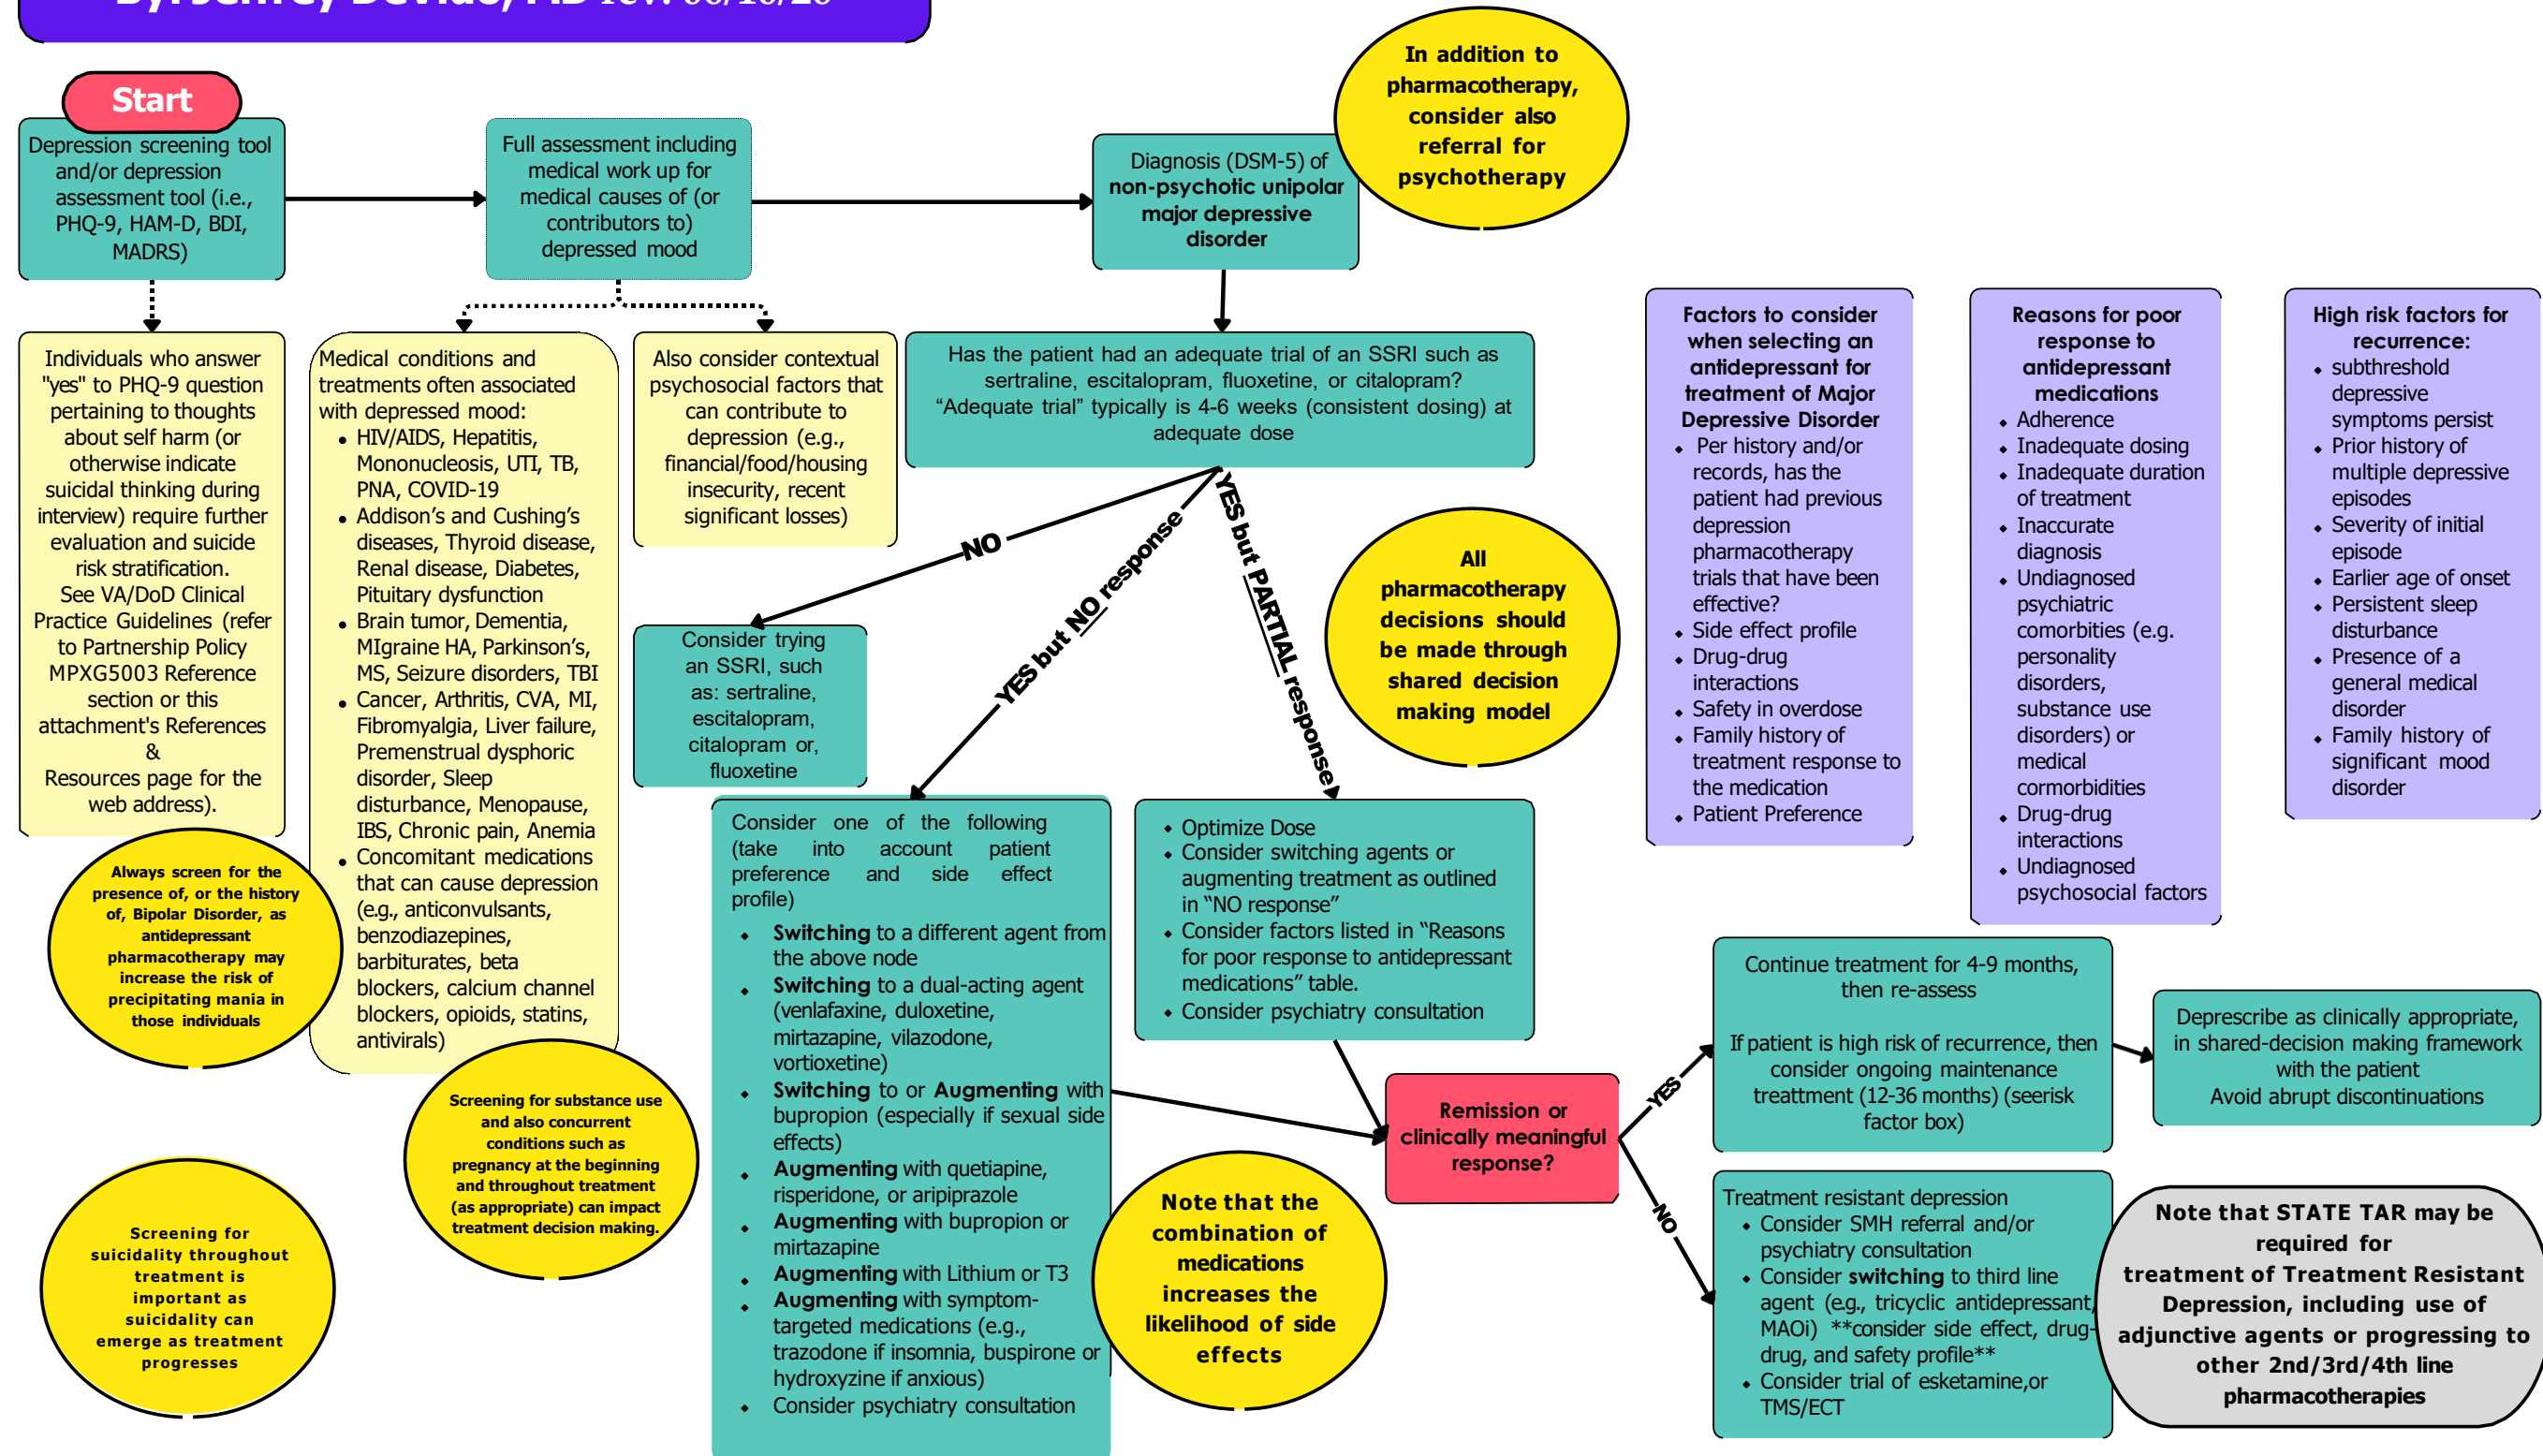 Start
Depression screening tool
and/or depression
assessment tool (i.e.,
PHQ-9, HAM-D, BDI,
MADRS)
Full assessment including
medical work up for
medical causes of (or
contributors to)
depressed mood
Diagnosis (DSM-5) of
non-psychotic unipolar
major depressive
disorder
In addition to
pharmacotherapy,
consider also
referral for
psychotherapy
Individuals who answer
"yes" to PHQ-9 question
pertaining to thoughts
about self harm (or
otherwise indicate
suicidal thinking during
interview) require further
evaluation and suicide
risk stratification.
See VA/DoD Clinical
Practice Guidelines (refer
to Partnership Policy
MPXG5003 Reference
section or this
attachment's References
&
Resources page for the
web address).
Medical conditions and
treatments often associated
with depressed mood:
• HIV/AIDS, Hepatitis,
Mononucleosis, UTI, TB,
PNA, COVID-19
• Addison’s and Cushing’s
diseases, Thyroid disease,
Renal disease, Diabetes,
Pituitary dysfunction
• Brain tumor, Dementia,
MIgraine HA, Parkinson’s,
MS, Seizure disorders, TBI
• Cancer, Arthritis, CVA, MI,
Fibromyalgia, Liver failure,
Premenstrual dysphoric
disorder, Sleep
disturbance, Menopause,
IBS, Chronic pain, Anemia
• Concomitant medications
that can cause depression
(e.g., anticonvulsants,
benzodiazepines,
barbiturates, beta
blockers, calcium channel
blockers, opioids, statins,
antivirals)
Also consider contextual
psychosocial factors that
can contribute to
depression (e.g.,
financial/food/housing
insecurity, recent
significant losses)
Has the patient had an adequate trial of an SSRI such as
sertraline, escitalopram, fluoxetine, or citalopram?
“Adequate trial” typically is 4-6 weeks (consistent dosing) at
adequate dose
NO
YES but NO response
YES but PARTIAL response
Consider trying
an SSRI, such
as: sertraline,
escitalopram,
citalopram or,
fluoxetine
All
pharmacotherapy
decisions should
be made through
shared decision
making model
Factors to consider
when selecting an
antidepressant for
treatment of Major
Depressive Disorder
• Per history and/or
records, has the
patient had previous
depression
pharmacotherapy
trials that have been
effective?
• Side effect profile
• Drug-drug
interactions
• Safety in overdose
• Family history of
treatment response to
the medication
• Patient Preference
Reasons for poor
response to
antidepressant
medications
• Adherence
• Inadequate dosing
• Inadequate duration
of treatment
• Inaccurate
diagnosis
• Undiagnosed
psychiatric
comorbities (e.g.
personality
disorders,
substance use
disorders) or
medical
cormorbidities
• Drug-drug
interactions
• Undiagnosed
psychosocial factors
High risk factors for
recurrence:
• subthreshold
depressive
symptoms persist
• Prior history of
multiple depressive
episodes
• Severity of initial
episode
• Earlier age of onset
• Persistent sleep
disturbance
• Presence of a
general medical
disorder
• Family history of
significant mood
disorder
Always screen for the
presence of, or the history
of, Bipolar Disorder, as
antidepressant
pharmacotherapy may
increase the risk of
precipitating mania in
those individuals
Screening for substance use
and also concurrent
conditions such as
pregnancy at the beginning
and throughout treatment
(as appropriate) can impact
treatment decision making.
Screening for
suicidality throughout
treatment is
important as
suicidality can
emerge as treatment
progresses
Consider one of the following
(take into account patient
preference and side effect
profile)
• Switching to a different agent from
the above node
• Switching to a dual-acting agent
(venlafaxine, duloxetine,
mirtazapine, vilazodone,
vortioxetine)
• Switching to or Augmenting with
bupropion (especially if sexual side
effects)
• Augmenting with quetiapine,
risperidone, or aripiprazole
• Augmenting with bupropion or
mirtazapine
• Augmenting with Lithium or T3
• Augmenting with symptom-
targeted medications (e.g.,
trazodone if insomnia, buspirone or
hydroxyzine if anxious)
• Consider psychiatry consultation
• Optimize Dose
• Consider switching agents or
augmenting treatment as outlined
in “NO response”
• Consider factors listed in “Reasons
for poor response to antidepressant
medications” table.
• Consider psychiatry consultation
Note that the
combination of
medications
increases the
likelihood of side
effects
Remission or
clinically meaningful
response?
YES
NO
Continue treatment for 4-9 months,
then re-assess
If patient is high risk of recurrence, then
consider ongoing maintenance
treattment (12-36 months) (seerisk
factor box)
Deprescribe as clinically appropriate,
in shared-decision making framework
with the patient
Avoid abrupt discontinuations
Treatment resistant depression
• Consider SMH referral and/or
psychiatry consultation
• Consider switching to third line
agent (e.g., tricyclic antidepressant,
MAOi) **consider side effect, drug-
drug, and safety profile**
• Consider trial of esketamine,or
TMS/ECT
Note that STATE TAR may be
required for
treatment of Treatment Resistant
Depression, including use of
adjunctive agents or progressing to
other 2nd/3rd/4th line
pharmacotherapies